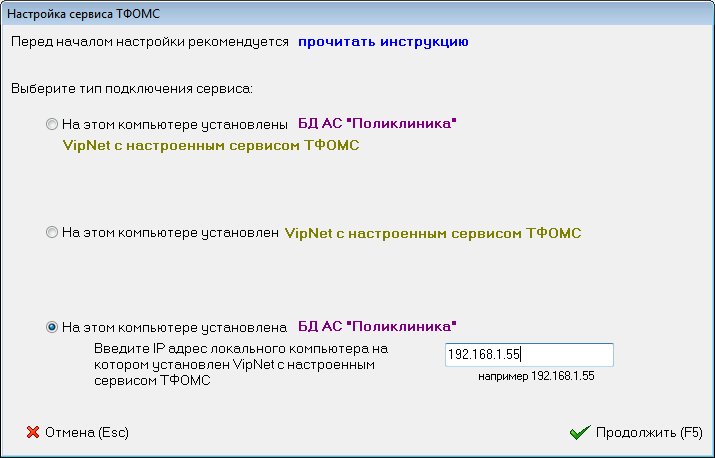 Настройка сервиса ТФОМС
Перед началом настройки рекомендуется прочитать инструкцию
Выберите тип подключения сервиса:
На этом компьютере установлены БД АС "Поликлиника"
VipNet с настроенным сервисом ТФОМС
На этом компьютере установлен VipNet с настроенным сервисом ТФОМС
На этом компьютере установлена БД АС "Поликлиника"
Введите IP адрес локального компьютера на
котором установлен VipNet с настроенным
сервисом ТФОМС
192.168.1.55
например 192.168.1.55
Отмена (Esc)
Продолжить (F5)